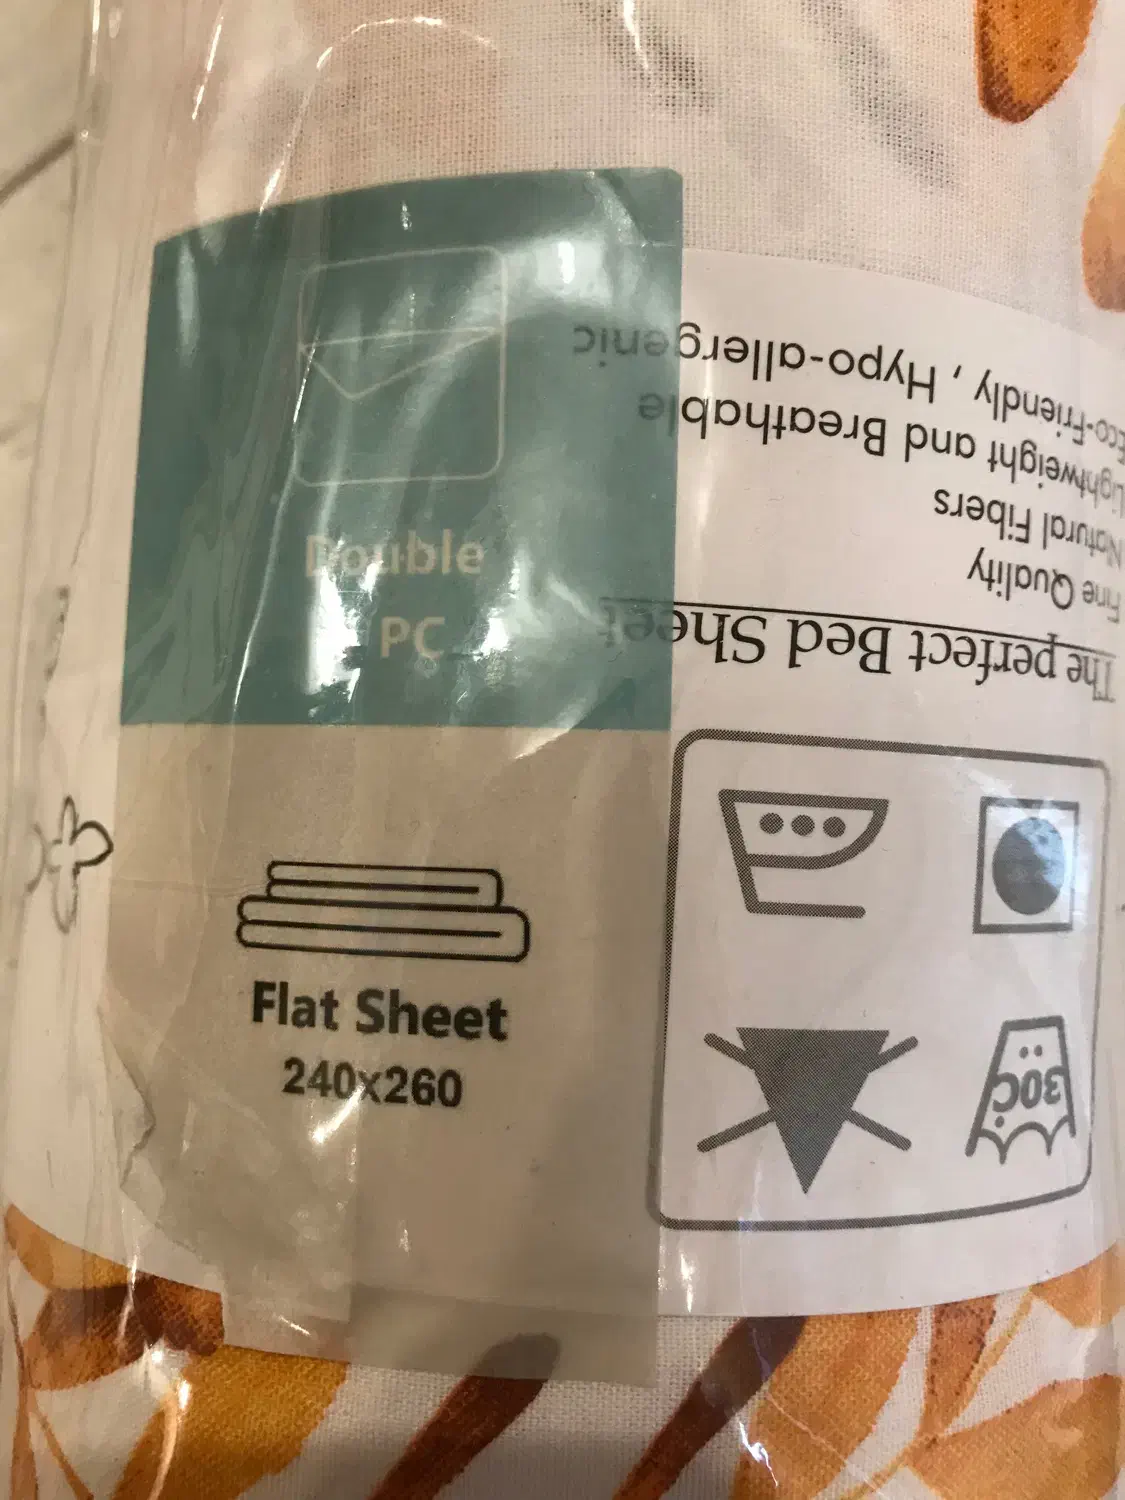 Double
PC
Flat Sheet
240x260
The perfect Bed Sheet
Fine Quality
Natural Fibers
Lightweight and Breathable
Eco-Friendly , Hypo-allergenic
30C